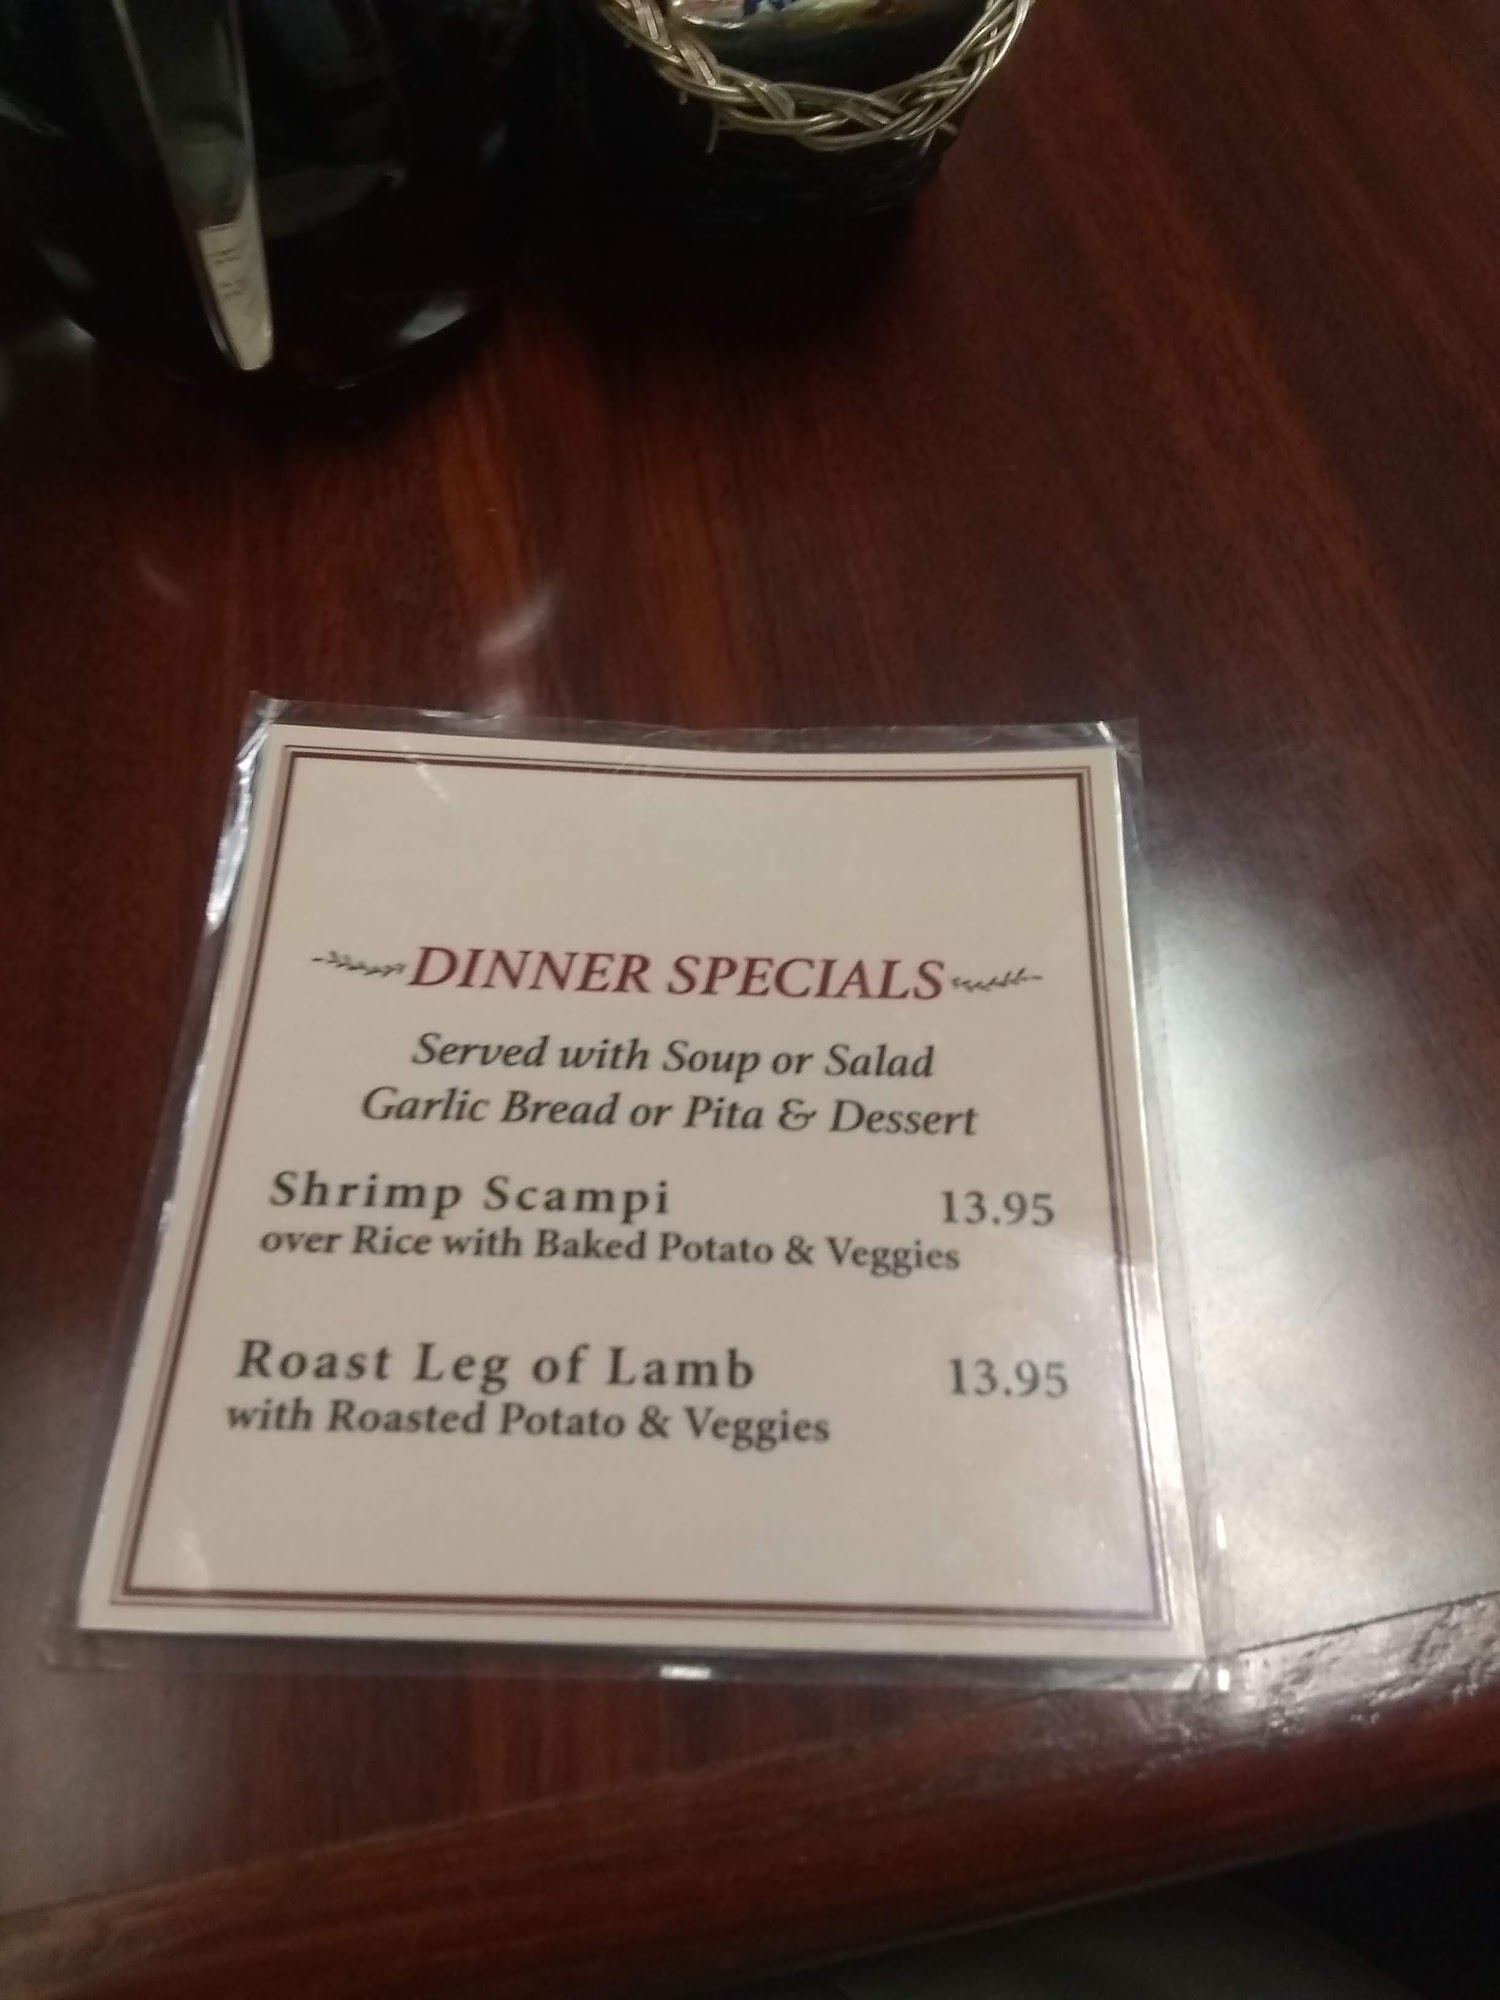 DINNER SPECIALS
Served with Soup or Salad
Garlic Bread or Pita & Dessert
Shrimp Scampi 13.95
over Rice with Baked Potato & Veggies
Roast Leg of Lamb 13.95
with Roasted Potato & Veggies